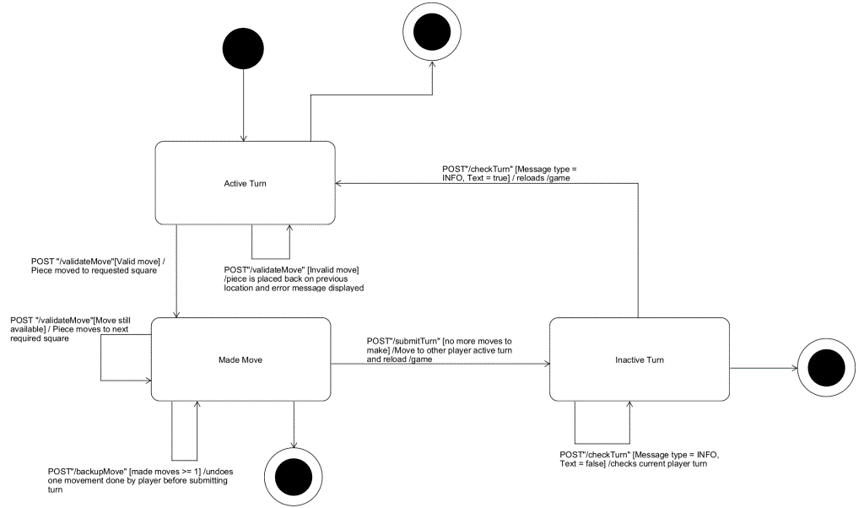 POST"/checkTurn" [Message type =
INFO, Text = true] / reloads /game
Active Turn
POST "/validateMove"[Valid move] /
Piece moved to requested square
POST"/validateMove" [Invalid move]
/piece is placed back on previous
location and error message displayed
POST "/validateMove"[Move still
available] / Piece moves to next
required square
Made Move
POST"/submitTurn" [no more moves to
make] /Move to other player active turn
and reload /game
Inactive Turn
POST"/backupMove" [made moves >= 1] /undoes
one movement done by player before submitting
turn
POST"/checkTurn" [Message type = INFO,
Text = false] /checks current player turn